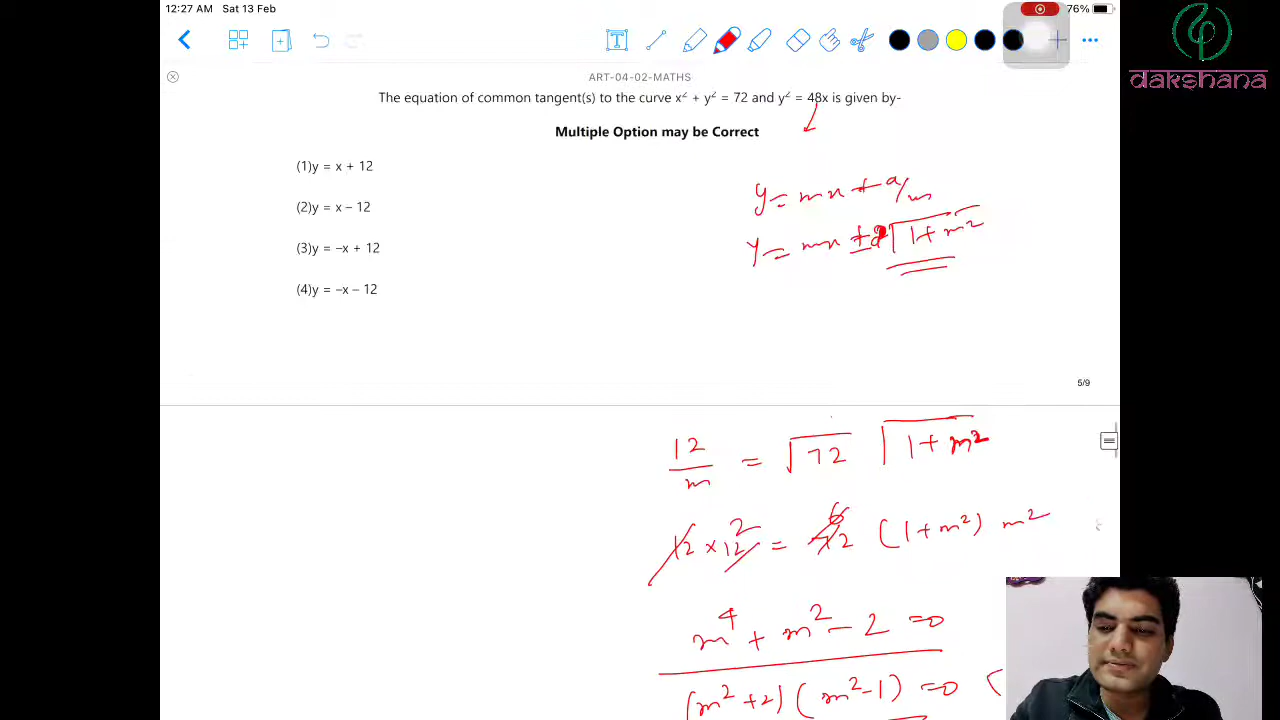 12:27 AM Sat 13 Feb
76%
ART-04-02-MATHS
The equation of common tangent(s) to the curve x² + y² = 72 and y² = 48x is given by-
Multiple Option may be Correct
(1)y = x + 12
(2)y = x – 12
(3)y = –x + 12
(4)y = –x – 12
y = mx + a/m
y = mx ± a √1+m²
5/9
12/m = √72 √1+m²
12 × 12 2 = 72 6 (1+m²) m²
m⁴ + m² – 2 = 0
(m²+2) (m²-1) = 0 (
dakshana